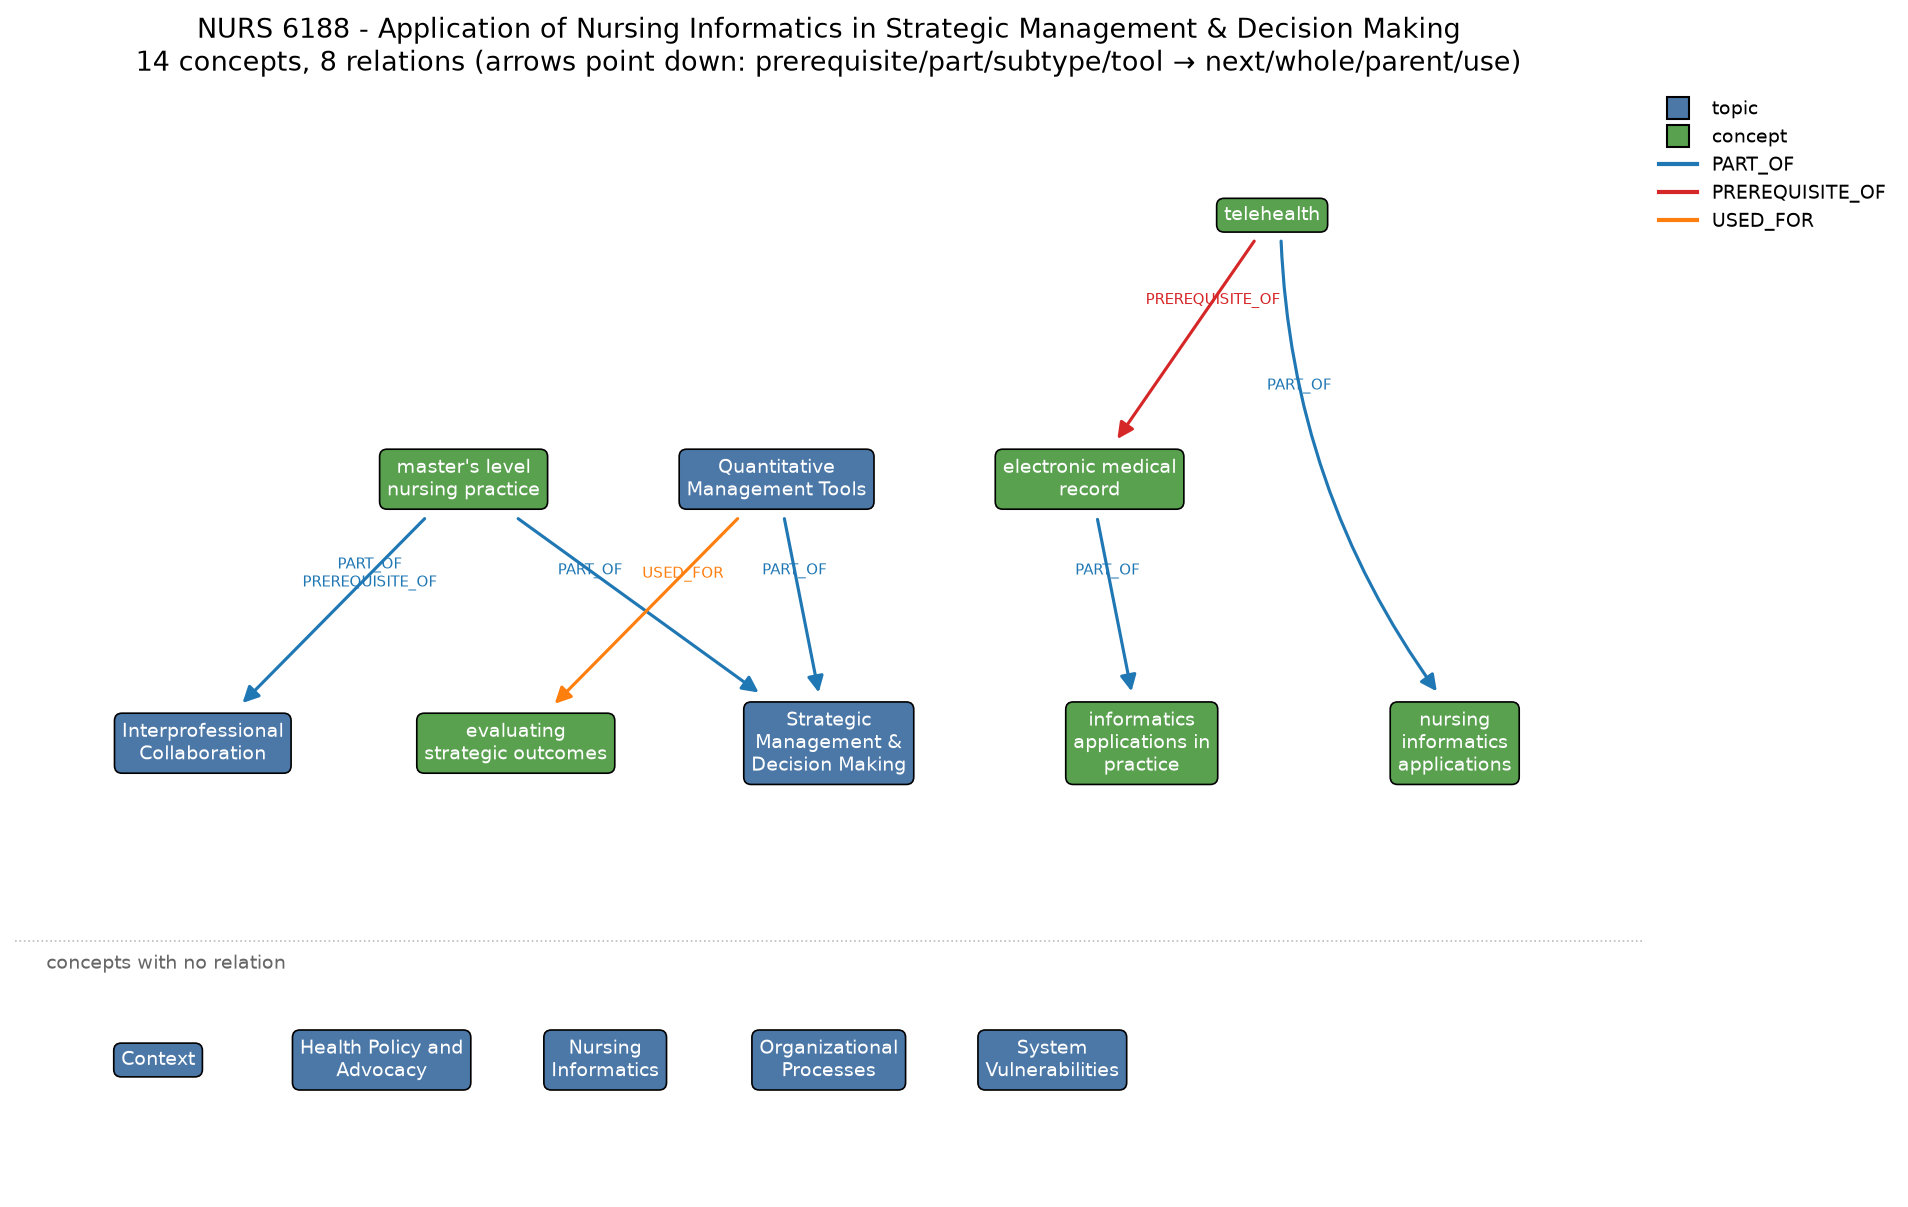 NURS 6188 - Application of Nursing Informatics in Strategic Management & Decision Making
14 concepts, 8 relations (arrows point down: prerequisite/part/subtype/tool → next/whole/parent/use)
topic
concept
PART_OF
PREREQUISITE_OF
USED_FOR
telehealth
PREREQUISITE_OF
PART_OF
master's level
nursing practice
Quantitative
Management Tools
electronic medical
record
PART_OF
PREREQUISITE_OF
PART_OF
USED_FOR
PART_OF
PART_OF
Interprofessional
Collaboration
evaluating
strategic outcomes
Strategic
Management &
Decision Making
informatics
applications in
practice
nursing
informatics
applications
concepts with no relation
Context
Health Policy and
Advocacy
Nursing
Informatics
Organizational
Processes
System
Vulnerabilities